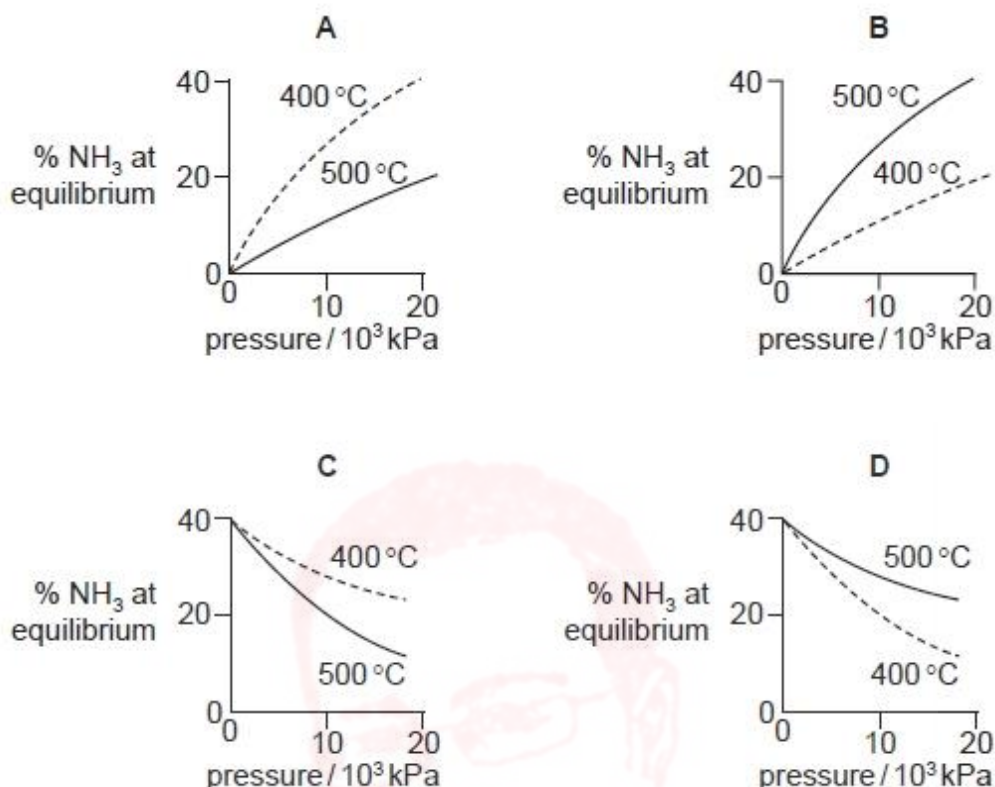 A
40
400 °C
% NH₃ at
equilibrium
500 °C
20
0
0
10
20
pressure / 10³ kPa
B
40
500 °C
% NH₃ at
equilibrium
400 °C
20
0
0
10
20
pressure / 10³ kPa
C
40
400 °C
% NH₃ at
equilibrium
20
500 °C
0
0
10
20
pressure / 10³ kPa
D
40
500 °C
% NH₃ at
equilibrium
20
400 °C
0
0
10
20
pressure / 10³ kPa